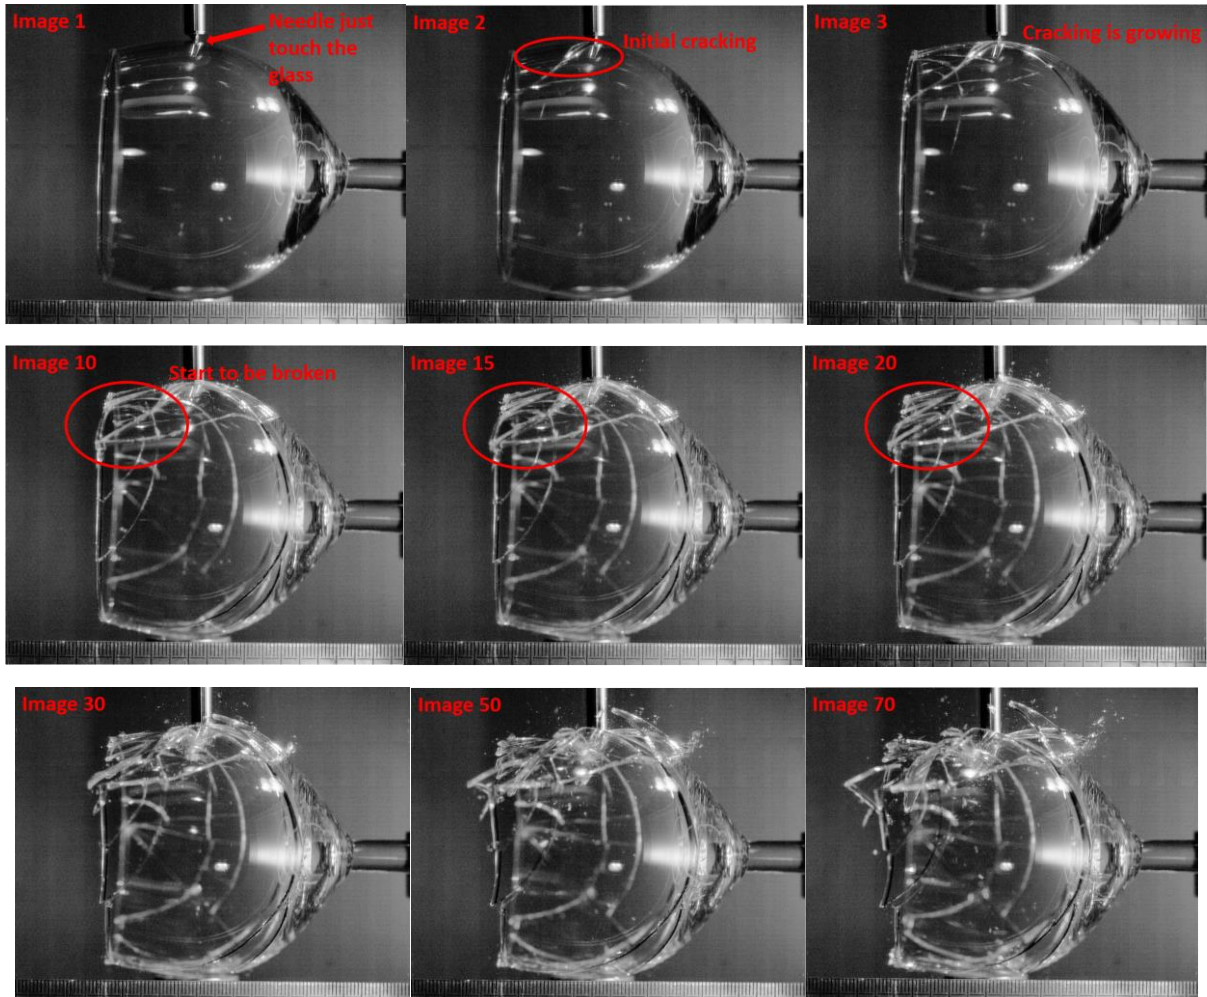 Image 1
Needle just
touch the
glass
Image 2
Initial cracking
Image 3
Cracking is growing
Image 10
Start to be broken
Image 15
Image 20
Image 30
Image 50
Image 70